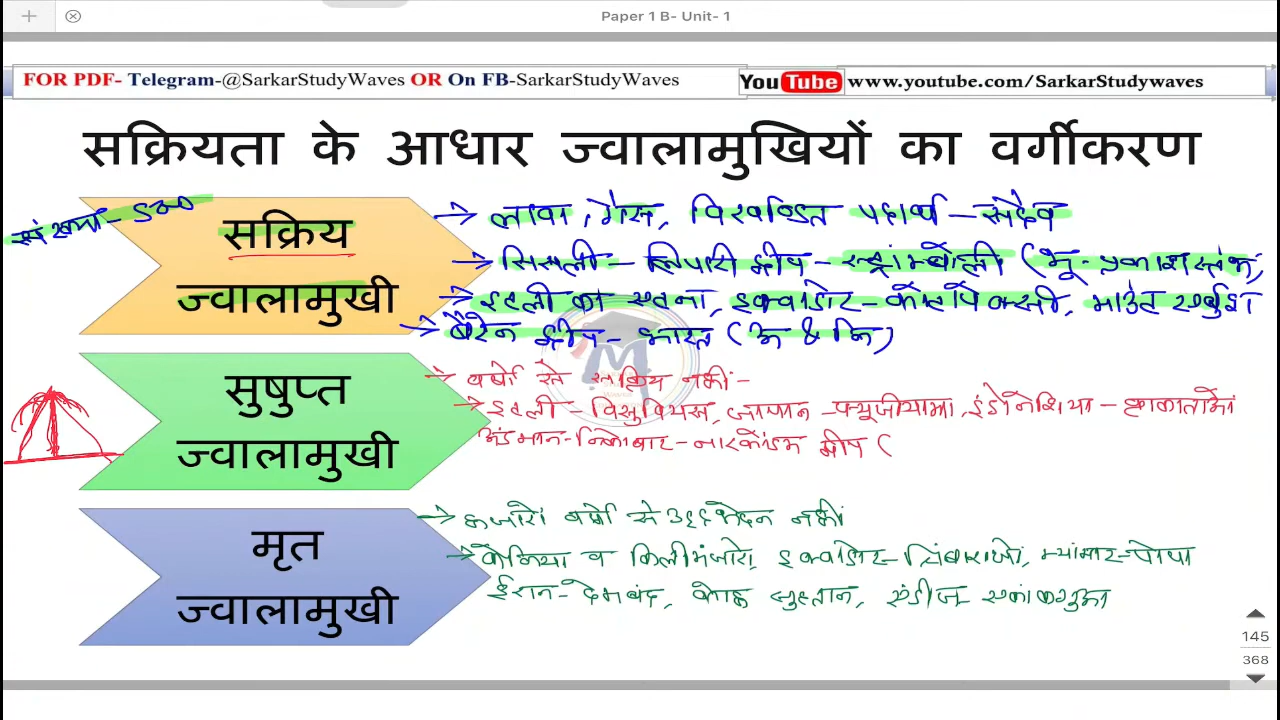 Paper 1 B- Unit- 1
FOR PDF- Telegram-@SarkarStudyWaves OR On FB-SarkarStudyWaves
YouTube www.youtube.com/SarkarStudywaves
सक्रियता के आधार ज्वालामुखियों का वर्गीकरण
संख्या - 500
सक्रिय
ज्वालामुखी
→ लावा, गैस, विखण्डित पदार्थ - सदैव
→ सिसली - लिपारी द्वीप - स्ट्रांम्बोली (भू-प्रकाशस्तंभ)
→ इटली का एटना, इक्वाडोर - कोटोपैक्सी, माउंट एर्बुश
→ बैरेन द्वीप - भारत (अ & नि)
सुषुप्त
ज्वालामुखी
→ वर्षों से सक्रिय नहीं -
→ इटली - विसुवियस, जापान - फ्यूजीयामा, इंडोनेशिया - क्राकातोआ
अंडमान-निकोबार - नारकोंडम द्वीप (
मृत
ज्वालामुखी
→ हजारों वर्षों से उद्भेदन नहीं
→ केनिया व किलीमंजारो, इक्वाडोर - चिंबाराजो, म्यांमार - पोपा
ईरान - देमबंद, कोह सुल्तान, एंडीज एकांकागुआ
145
368